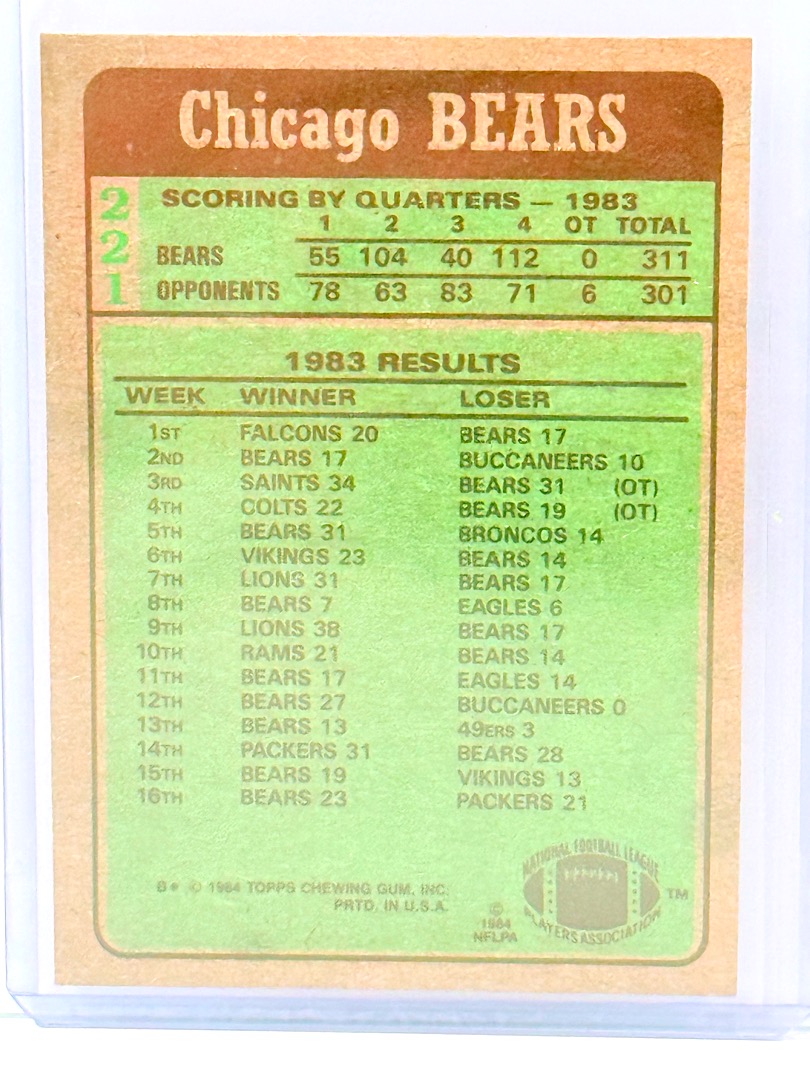 Chicago BEARS
221
SCORING BY QUARTERS — 1983
1 2 3 4 OT TOTAL
BEARS 55 104 40 112 0 311
OPPONENTS 78 63 83 71 6 301
1983 RESULTS
WEEK WINNER LOSER
1ST FALCONS 20 BEARS 17
2ND BEARS 17 BUCCANEERS 10
3RD SAINTS 34 BEARS 31 (OT)
4TH COLTS 22 BEARS 19 (OT)
5TH BEARS 31 BRONCOS 14
6TH VIKINGS 23 BEARS 14
7TH LIONS 31 BEARS 17
8TH BEARS 7 EAGLES 6
9TH LIONS 38 BEARS 17
10TH RAMS 21 BEARS 14
11TH BEARS 17 EAGLES 14
12TH BEARS 27 BUCCANEERS 0
13TH BEARS 13 49ERS 3
14TH PACKERS 31 BEARS 28
15TH BEARS 19 VIKINGS 13
16TH BEARS 23 PACKERS 21
B* © 1984 TOPPS CHEWING GUM, INC.
PRTD. IN U.S.A.
©
1984
NFLPA
NATIONAL FOOTBALL LEAGUE
PLAYERS ASSOCIATION
TM